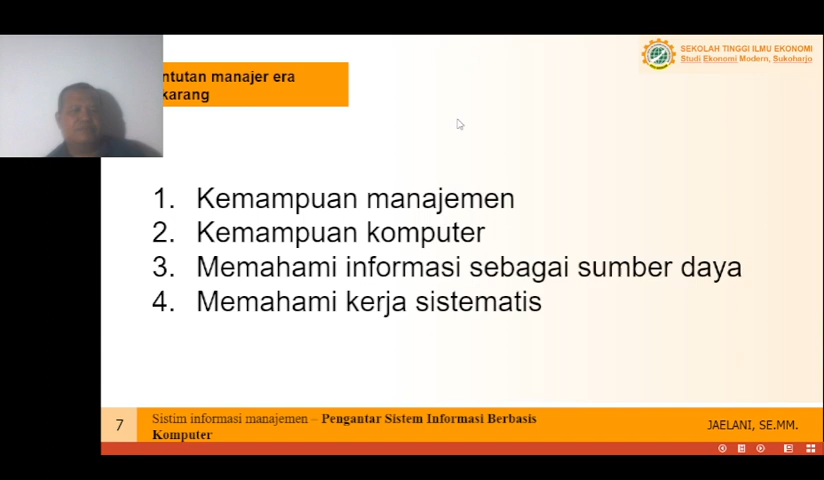 SEKOLAH TINGGI ILMU EKONOMI
Studi Ekonomi Modern, Sukoharjo
ntutan manajer era
karang
1. Kemampuan manajemen
2. Kemampuan komputer
3. Memahami informasi sebagai sumber daya
4. Memahami kerja sistematis
7
Sistim informasi manajemen – Pengantar Sistem Informasi Berbasis
Komputer
JAELANI, SE.MM.